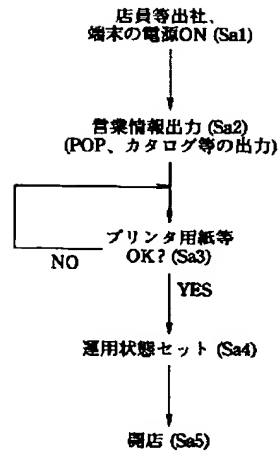 店員等出社、
端末の電源ON (Sa1)
営業情報出力 (Sa2)
(POP、カタログ等の出力)
プリンタ用紙等
OK? (Sa3)
NO
YES
運用状態セット (Sa4)
開店 (Sa5)